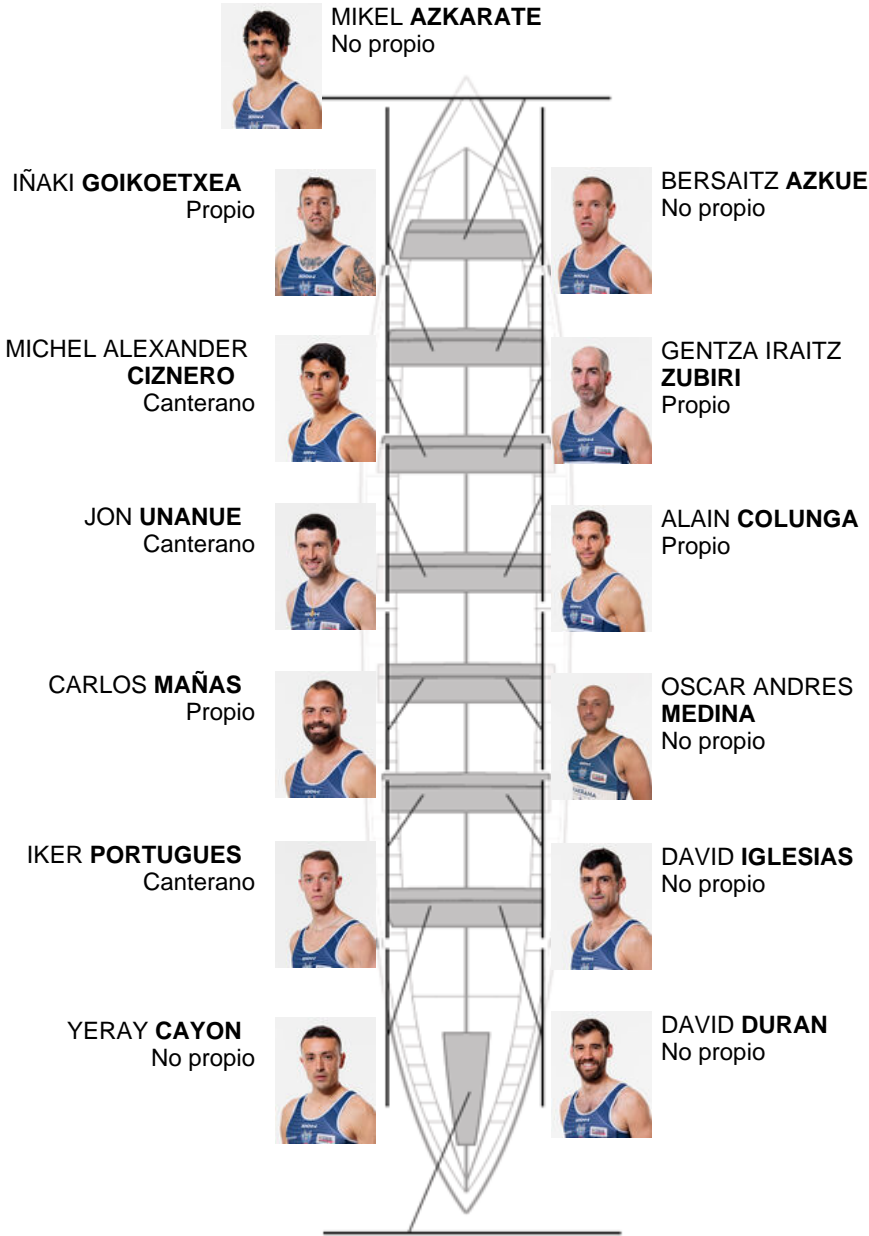 MIKEL AZKARATE
No propio
IÑAKI GOIKOETXEA
Propio
BERSAITZ AZKUE
No propio
MICHEL ALEXANDER
CIZNERO
Canterano
GENTZA IRAITZ
ZUBIRI
Propio
JON UNANUE
Canterano
ALAIN COLUNGA
Propio
CARLOS MAÑAS
Propio
OSCAR ANDRES
MEDINA
No propio
IKER PORTUGUES
Canterano
DAVID IGLESIAS
No propio
YERAY CAYON
No propio
DAVID DURAN
No propio